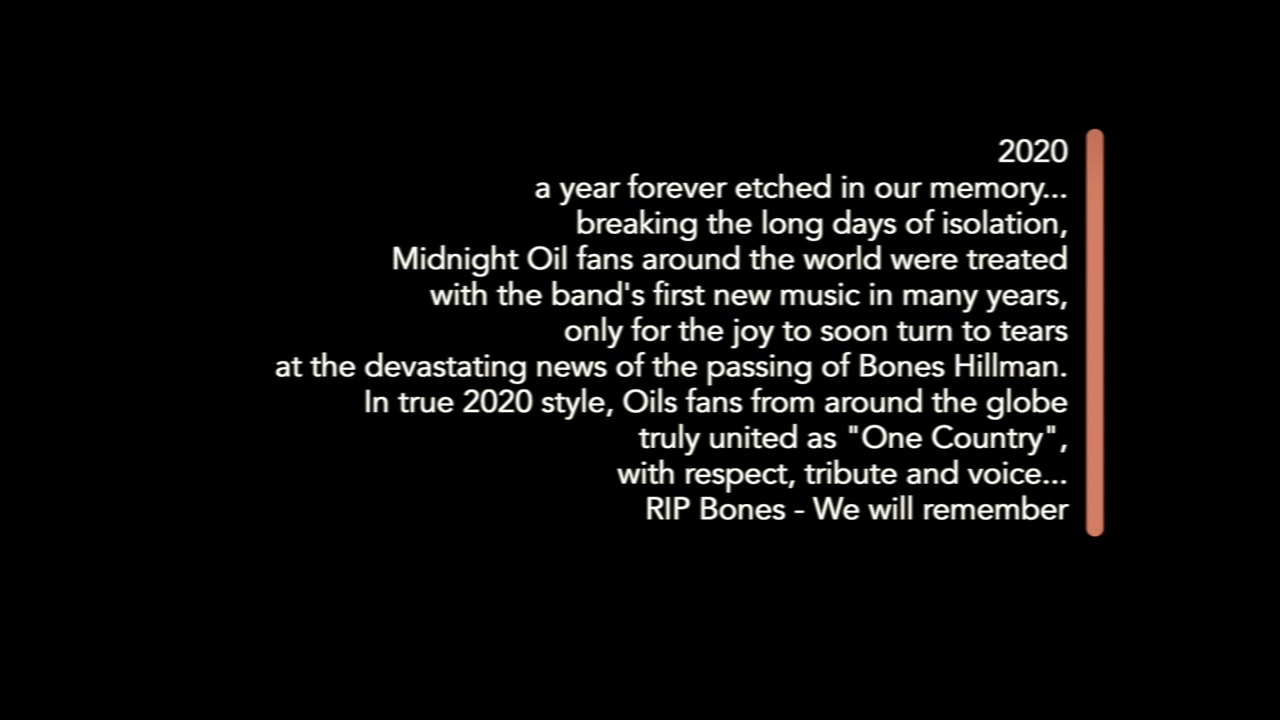 2020
a year forever etched in our memory...
breaking the long days of isolation,
Midnight Oil fans around the world were treated
with the band's first new music in many years,
only for the joy to soon turn to tears
at the devastating news of the passing of Bones Hillman.
In true 2020 style, Oils fans from around the globe
truly united as "One Country",
with respect, tribute and voice...
RIP Bones - We will remember